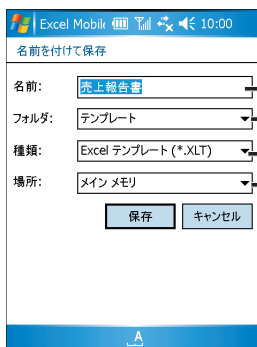 Excel Mobile 10:00
名前を付けて保存
名前: 売上報告書
フォルダ: テンプレート
種類: Excel テンプレート (*.XLT)
場所: メイン メモリ
保存 キャンセル
A